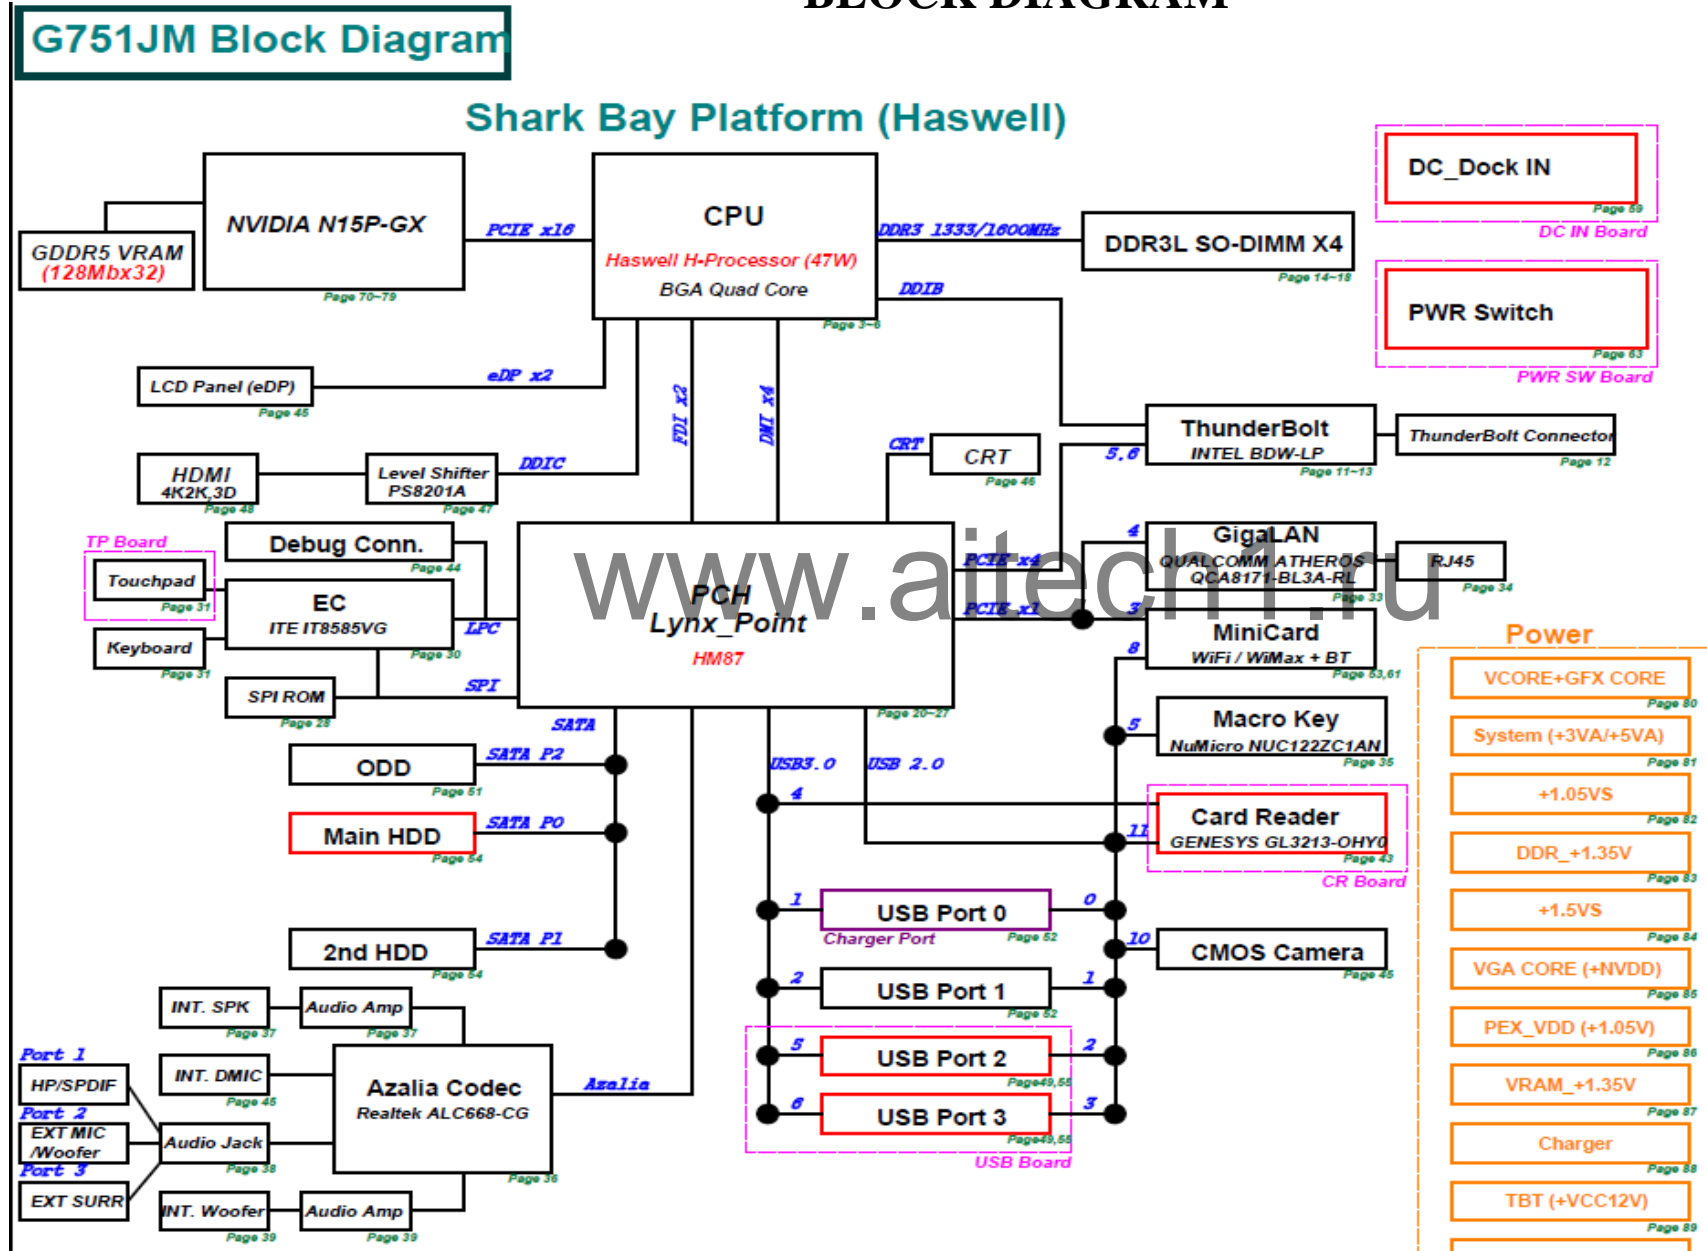 BLOCK DIAGRAM
G751JM Block Diagram
Shark Bay Platform (Haswell)
NVIDIA N15P-GX
Page 70~79
GDDR5 VRAM
(128Mbx32)
PCIE x16
CPU
Haswell H-Processor (47W)
BGA Quad Core
Page 3~6
DDR3 1333/1600MHz
DDR3L SO-DIMM X4
Page 14~18
DC_Dock IN
Page 59
DC IN Board
PWR Switch
Page 63
PWR SW Board
DDIB
LCD Panel (eDP)
Page 45
eDP x2
FDI x2
DMI x4
HDMI
4K2K,3D
Page 48
Level Shifter
PS8201A
Page 47
DDIC
CRT
CRT
Page 46
5,6
ThunderBolt
INTEL BDW-LP
Page 11~13
ThunderBolt Connector
Page 12
TP Board
Touchpad
Page 31
Keyboard
Page 31
Debug Conn.
Page 44
EC
ITE IT8585VG
Page 30
LPC
SPI ROM
Page 28
SPI
PCH
Lynx_Point
HM87
Page 20~27
www.aitech1.ru
PCIE x4
PCIE x1
4
GigaLAN
QUALCOMM ATHEROS
QCA8171-BL3A-RL
Page 33
RJ45
Page 34
3
8
MiniCard
WiFi / WiMax + BT
Page 53,61
5
Macro Key
NuMicro NUC122ZC1AN
Page 35
SATA
ODD
Page 51
SATA P2
Main HDD
Page 54
SATA P0
2nd HDD
Page 54
SATA P1
USB3.0
USB 2.0
4
11
Card Reader
GENESYS GL3213-OHY0
Page 43
CR Board
1
USB Port 0
0
Charger Port
Page 52
10
CMOS Camera
Page 45
2
USB Port 1
1
Page 52
5
USB Port 2
2
Page49,55
6
USB Port 3
3
Page49,55
USB Board
INT. SPK
Page 37
Audio Amp
Page 37
INT. DMIC
Page 45
Azalia Codec
Realtek ALC668-CG
Page 36
Azalia
Port 1
HP/SPDIF
Port 2
EXT MIC
/Woofer
Port 3
EXT SURR
Audio Jack
Page 38
INT. Woofer
Page 39
Audio Amp
Page 39
Power
VCORE+GFX CORE
Page 80
System (+3VA/+5VA)
Page 81
+1.05VS
Page 82
DDR_+1.35V
Page 83
+1.5VS
Page 84
VGA CORE (+NVDD)
Page 85
PEX_VDD (+1.05V)
Page 86
VRAM_+1.35V
Page 87
Charger
Page 88
TBT (+VCC12V)
Page 89